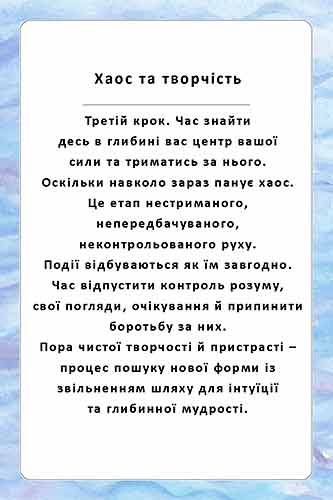 Хаос та творчість
Третій крок. Час знайти
десь в глибині вас центр вашої
сили та триматись за нього.
Оскільки навколо зараз панує хаос.
Це етап нестриманого,
непередбачуваного,
неконтрольованого руху.
Події відбуваються як їм завгодно.
Час відпустити контроль розуму,
свої погляди, очікування й припинити
боротьбу за них.
Пора чистої творчості й пристрасті –
процес пошуку нової форми із
звільненням шляху для інтуїції
та глибинної мудрості.